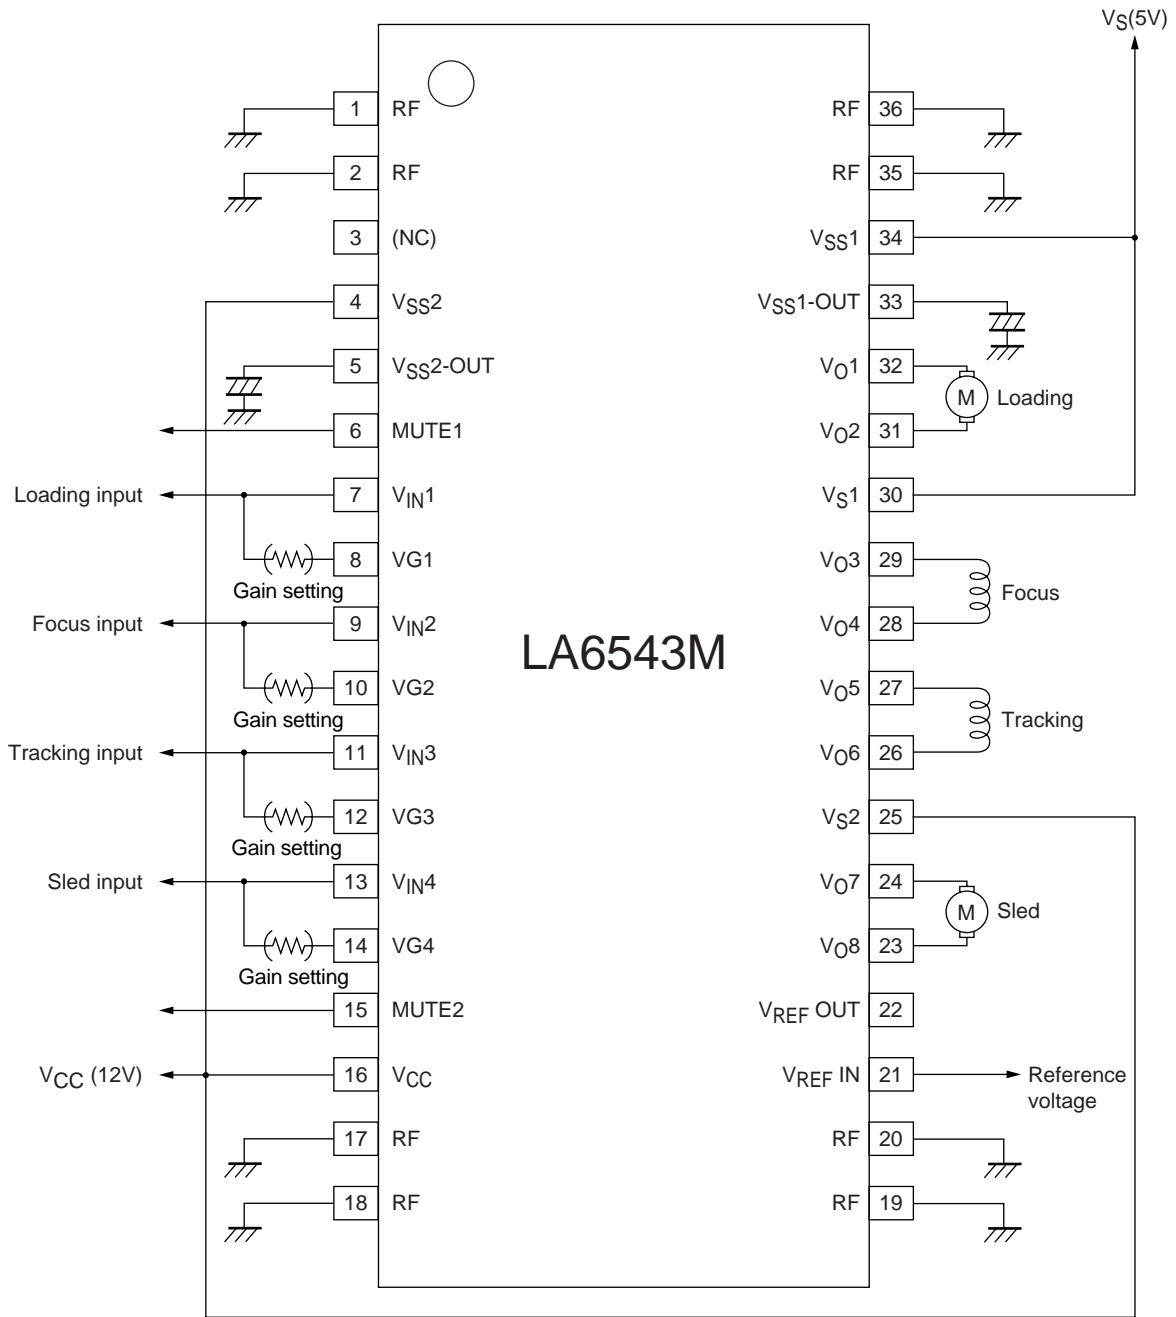 VS(5V)
1 RF
RF 36
2 RF
RF 35
3 (NC)
VSS1 34
4 VSS2
VSS1-OUT 33
5 VSS2-OUT
VO1 32
M Loading
6 MUTE1
VO2 31
Loading input 7 VIN1
VS1 30
8 VG1
VO3 29
Gain setting
Focus
Focus input 9 VIN2
VO4 28
LA6543M
10 VG2
VO5 27
Gain setting
Tracking
Tracking input 11 VIN3
VO6 26
12 VG3
VS2 25
Gain setting
Sled input 13 VIN4
VO7 24
M Sled
14 VG4
VO8 23
Gain setting
15 MUTE2
VREF OUT 22
VCC (12V) 16 VCC
VREF IN 21 Reference
voltage
17 RF
RF 20
18 RF
RF 19